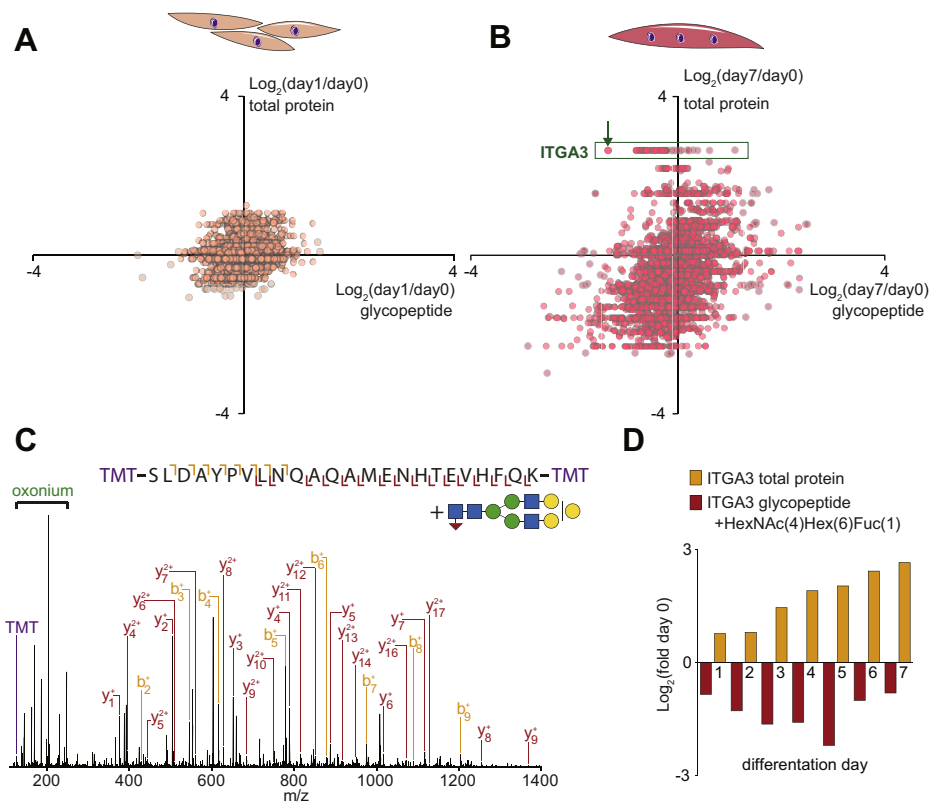 A
B
Log2(day1/day0)
total protein
4
-4
4
-4
Log2(day1/day0)
glycopeptide
Log2(day7/day0)
total protein
4
ITGA3
-4
4
-4
Log2(day7/day0)
glycopeptide
C
TMT–SLDAYPVLNQAQAMENHTEVHFQK–TMT
+
oxonium
TMT
y1+
y4 2+
b2+
y6 2+
y5 2+
y2+
y7 2+
b3+
b4+
y8 2+
y3+
y9 2+
y10 2+
b5+
y4+
y11 2+
y12 2+
b6+
y5+
y13 2+
y14 2+
b7+
y6+
y16 2+
y7+
b8+
y17 2+
b9+
y8+
y9+
200 400 600 800 1000 1200 1400
m/z
D
ITGA3 total protein
ITGA3 glycopeptide
+HexNAc(4)Hex(6)Fuc(1)
Log2(fold day 0)
3
0
-3
1 2 3 4 5 6 7
differentation day